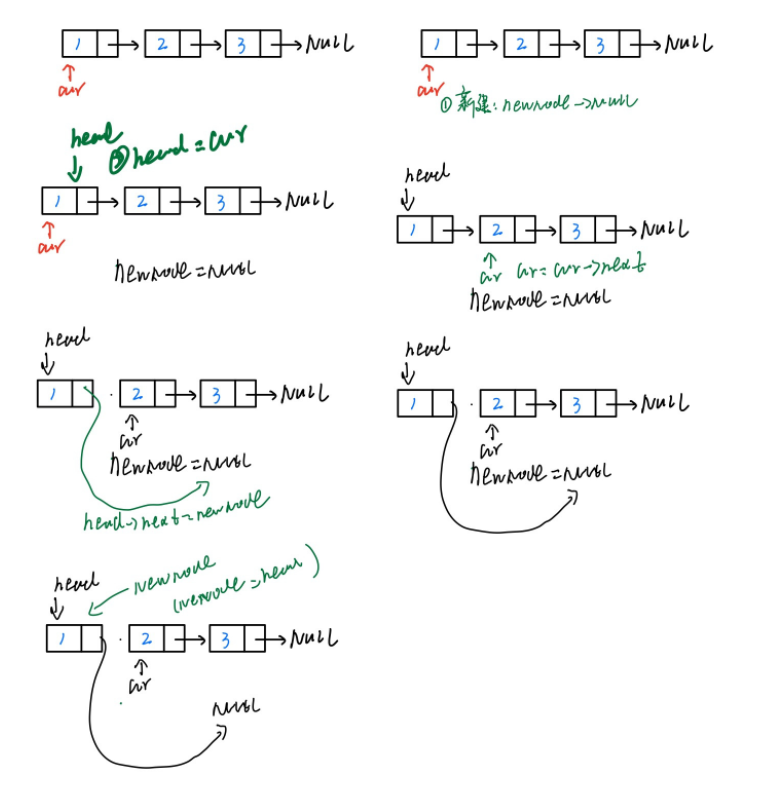 1 2 3 NULL
cur
1 2 3 NULL
cur
①新建: newnode->NULL
head
②head=cur
1 2 3 NULL
cur
newnode=NULL
head
1 2 3 NULL
cur cur=cur->next
newnode=NULL
head
1 2 3 NULL
cur
newnode=NULL
head->next=newnode
head
1 2 3 NULL
cur
newnode=NULL
head
newnode
(newnode=head)
1 2 3 NULL
cur
NULL